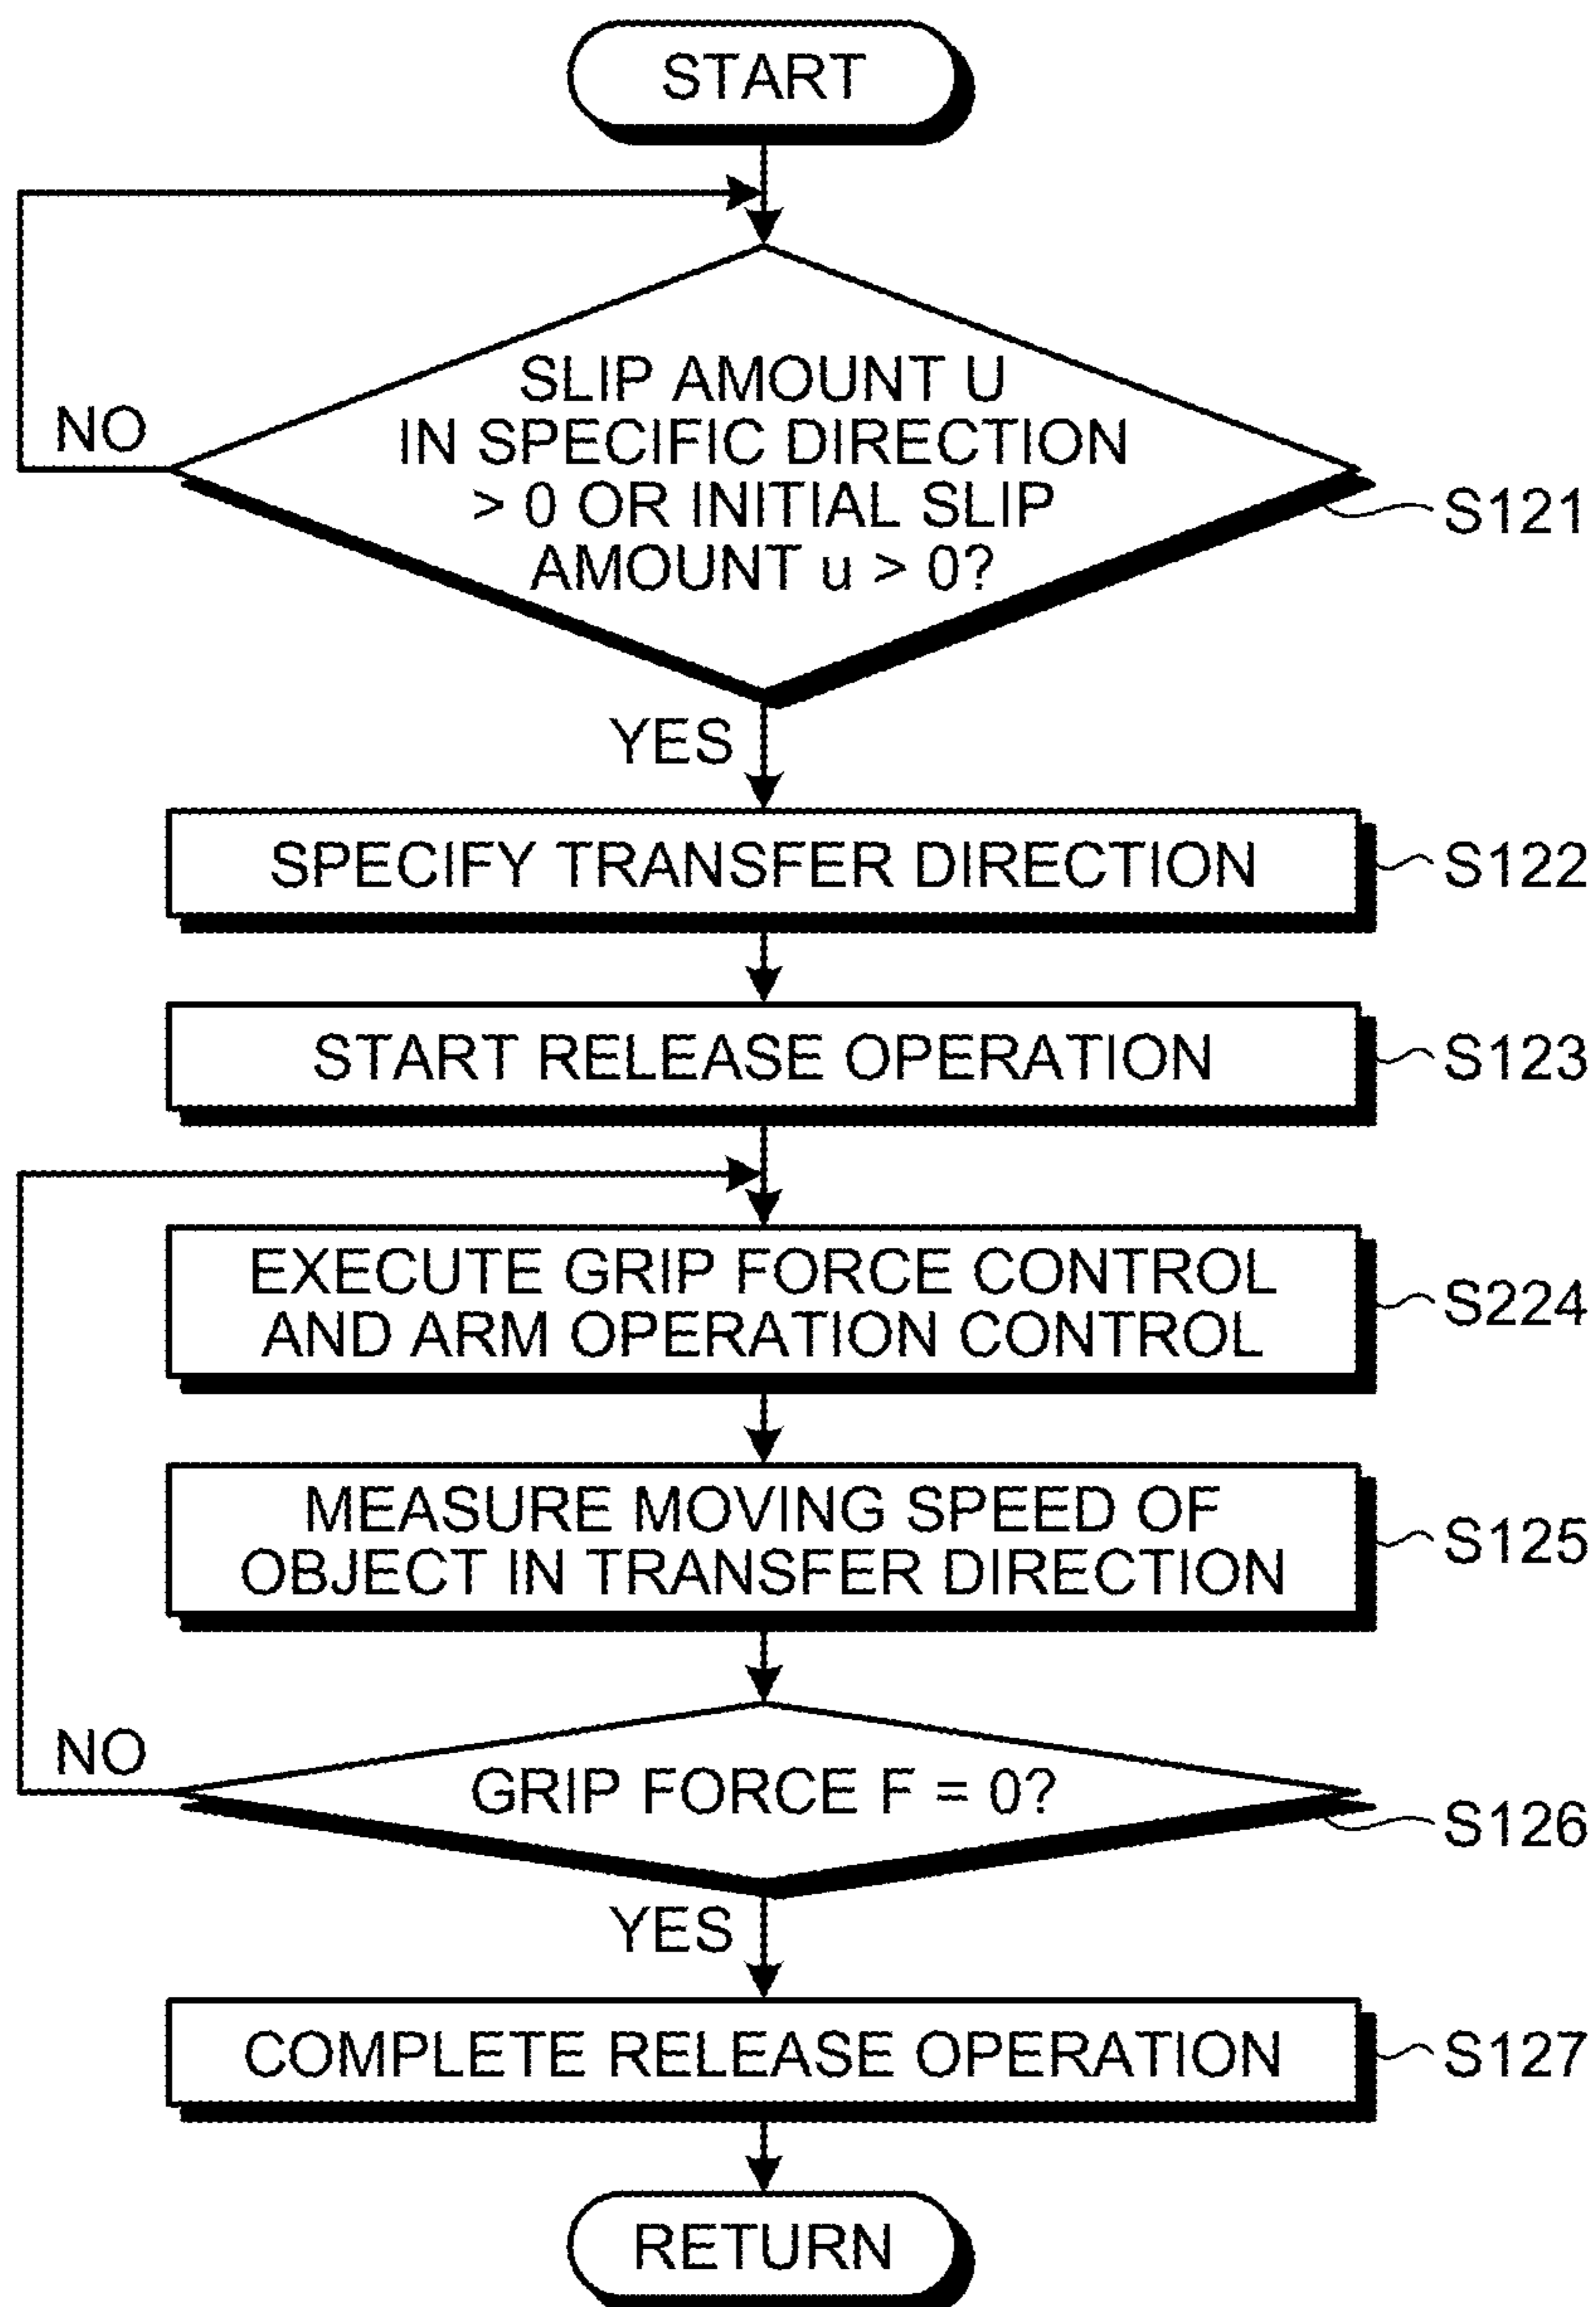 START
SLIP AMOUNT U
IN SPECIFIC DIRECTION
> 0 OR INITIAL SLIP
AMOUNT u > 0?
NO
S121
YES
SPECIFY TRANSFER DIRECTION
S122
START RELEASE OPERATION
S123
EXECUTE GRIP FORCE CONTROL
AND ARM OPERATION CONTROL
S224
MEASURE MOVING SPEED OF
OBJECT IN TRANSFER DIRECTION
S125
NO
GRIP FORCE F = 0?
S126
YES
COMPLETE RELEASE OPERATION
S127
RETURN